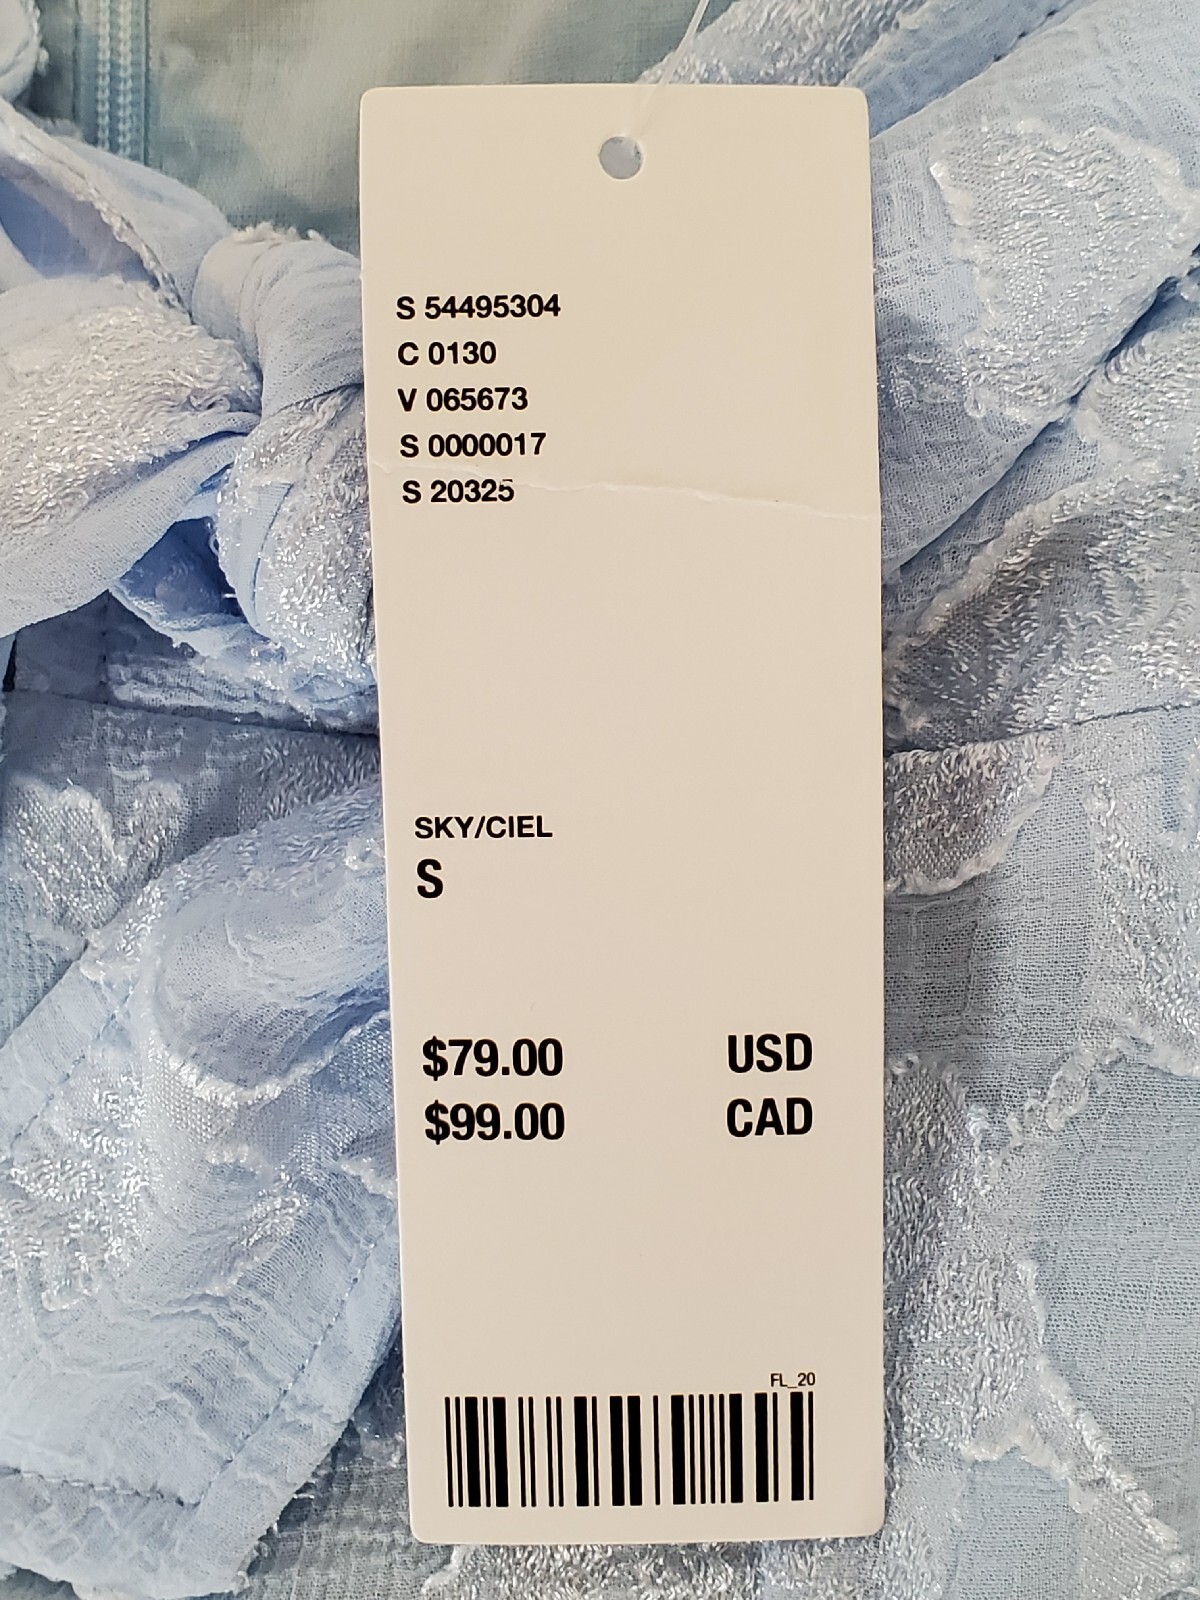 S 54495304
C 0130
V 065673
S 0000017
S 20325
SKY/CIEL
S
$79.00 USD
$99.00 CAD
FL_20